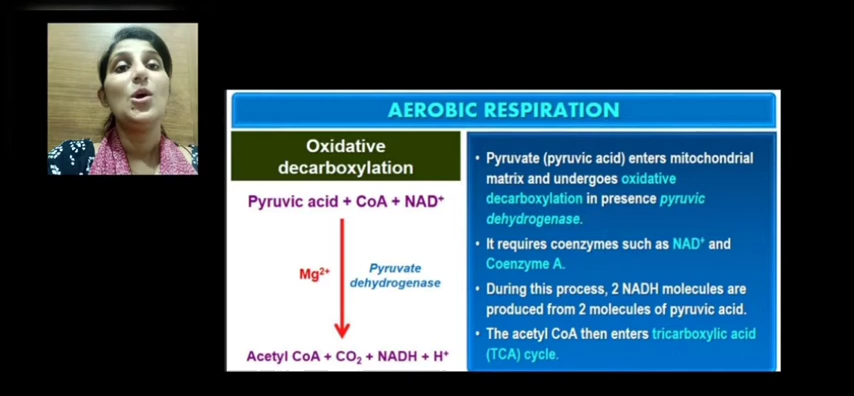 AEROBIC RESPIRATION
Oxidative
decarboxylation
Pyruvic acid + CoA + NAD⁺
Mg²⁺
Pyruvate
dehydrogenase
Acetyl CoA + CO₂ + NADH + H⁺
• Pyruvate (pyruvic acid) enters mitochondrial
matrix and undergoes oxidative
decarboxylation in presence pyruvic
dehydrogenase.
• It requires coenzymes such as NAD⁺ and
Coenzyme A.
• During this process, 2 NADH molecules are
produced from 2 molecules of pyruvic acid.
• The acetyl CoA then enters tricarboxylic acid
(TCA) cycle.